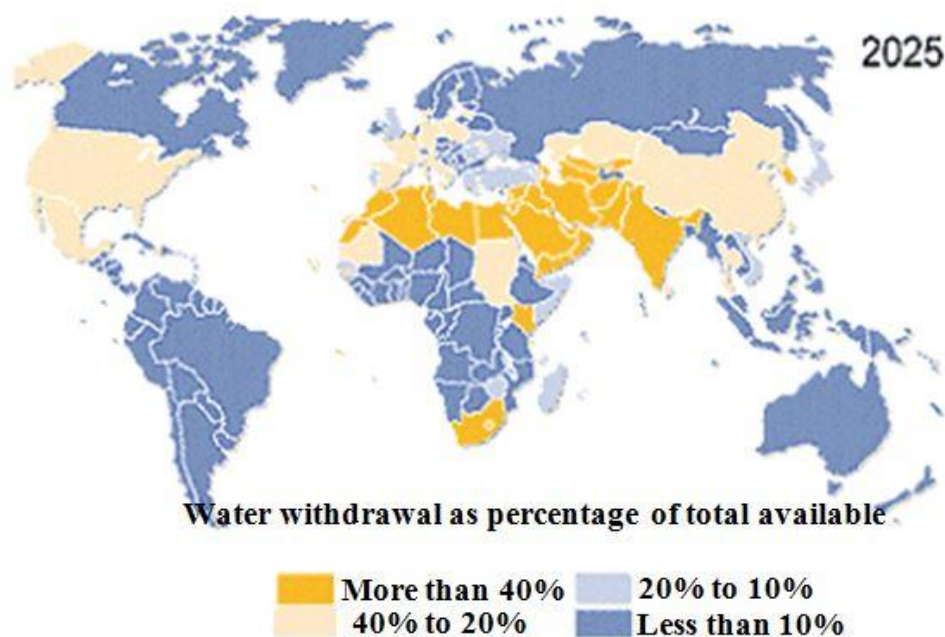 2025
Water withdrawal as percentage of total available
More than 40%
20% to 10%
40% to 20%
Less than 10%